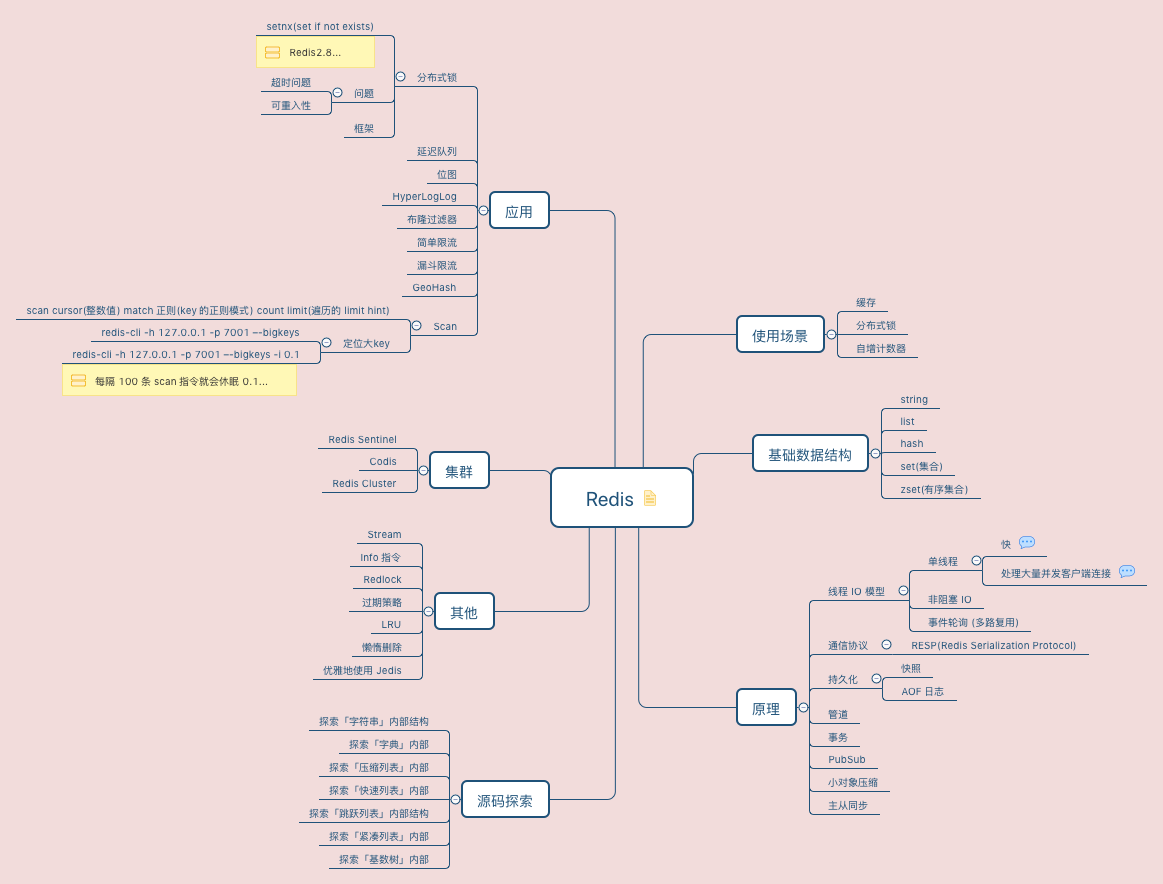 Redis
应用
分布式锁
setnx(set if not exists)
Redis2.8...
问题
超时问题
可重入性
框架
延迟队列
位图
HyperLogLog
布隆过滤器
简单限流
漏斗限流
GeoHash
Scan
scan cursor(整数值) match 正则(key 的正则模式) count limit(遍历的 limit hint)
定位大key
redis-cli -h 127.0.0.1 -p 7001 –-bigkeys
redis-cli -h 127.0.0.1 -p 7001 –-bigkeys -i 0.1
每隔 100 条 scan 指令就会休眠 0.1...
集群
Redis Sentinel
Codis
Redis Cluster
其他
Stream
Info 指令
Redlock
过期策略
LRU
懒惰删除
优雅地使用 Jedis
源码探索
探索「字符串」内部结构
探索「字典」内部
探索「压缩列表」内部
探索「快速列表」内部
探索「跳跃列表」内部结构
探索「紧凑列表」内部
探索「基数树」内部
使用场景
缓存
分布式锁
自增计数器
基础数据结构
string
list
hash
set(集合)
zset(有序集合)
原理
线程 IO 模型
单线程
快
处理大量并发客户端连接
非阻塞 IO
事件轮询 (多路复用)
通信协议
RESP(Redis Serialization Protocol)
持久化
快照
AOF 日志
管道
事务
PubSub
小对象压缩
主从同步